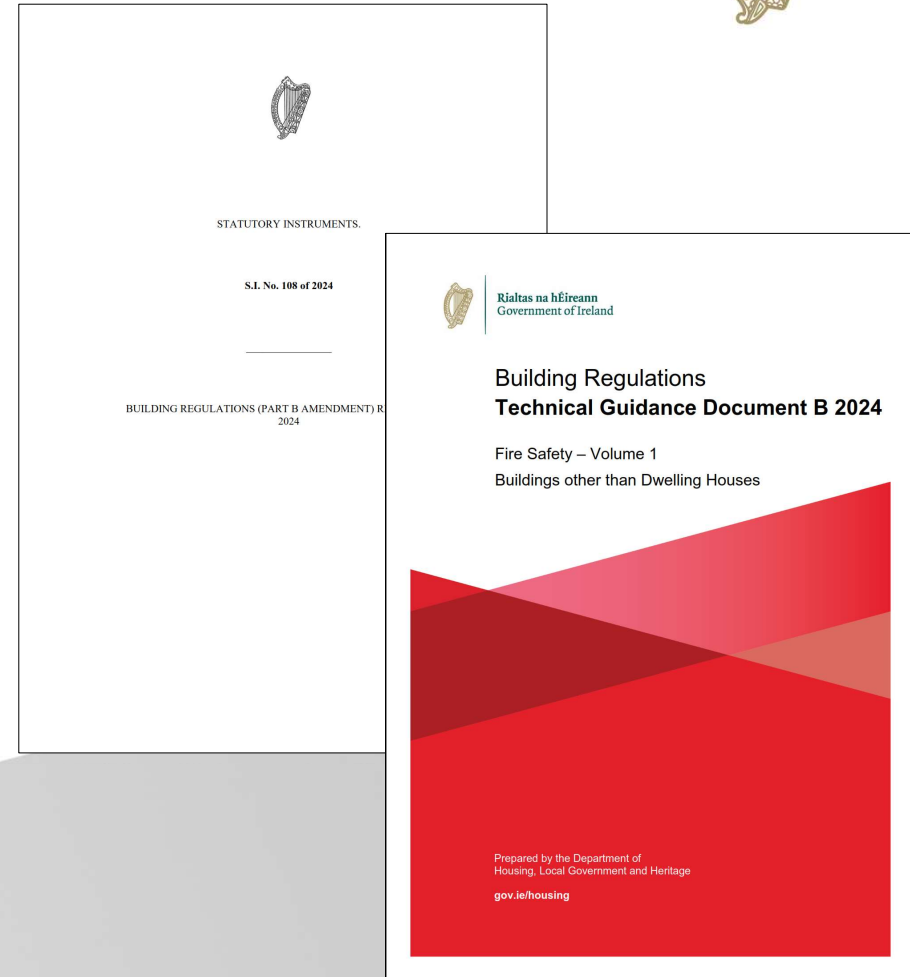 STATUTORY INSTRUMENTS.
S.I. No. 108 of 2024
BUILDING REGULATIONS (PART B AMENDMENT) R
2024
Rialtas na hÉireann
Government of Ireland
Building Regulations
Technical Guidance Document B 2024
Fire Safety – Volume 1
Buildings other than Dwelling Houses
Prepared by the Department of
Housing, Local Government and Heritage
gov.ie/housing